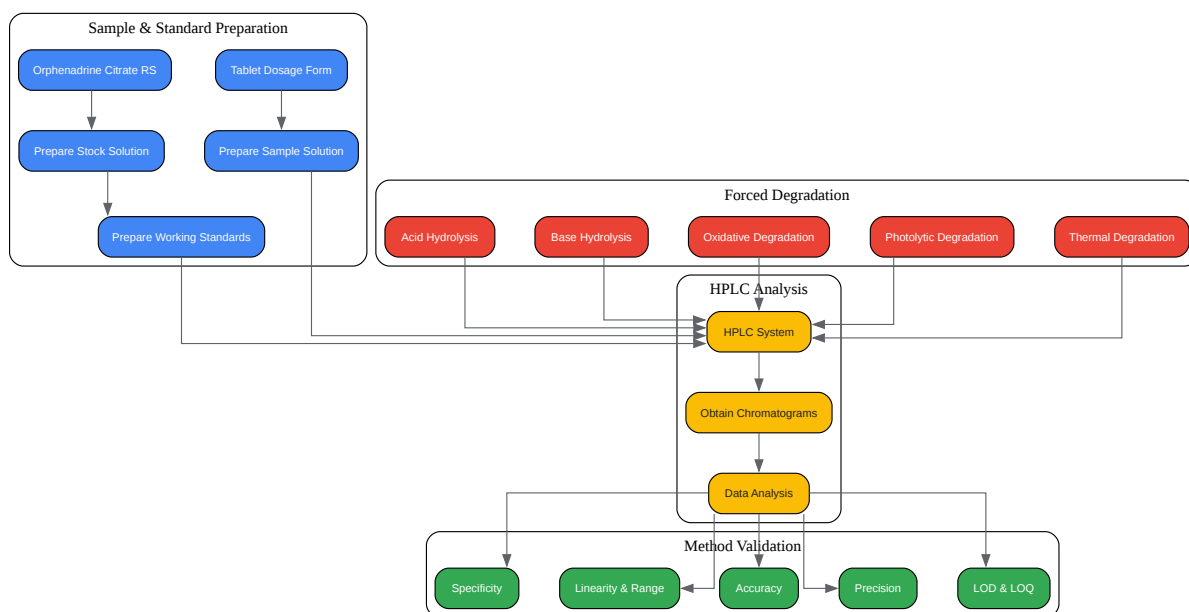 Sample & Standard Preparation
Orphenadrine Citrate RS
Tablet Dosage Form
Prepare Stock Solution
Prepare Sample Solution
Prepare Working Standards
Forced Degradation
Acid Hydrolysis
Base Hydrolysis
Oxidative Degradation
Photolytic Degradation
Thermal Degradation
HPLC Analysis
HPLC System
Obtain Chromatograms
Data Analysis
Method Validation
Specificity
Linearity & Range
Accuracy
Precision
LOD & LOQ